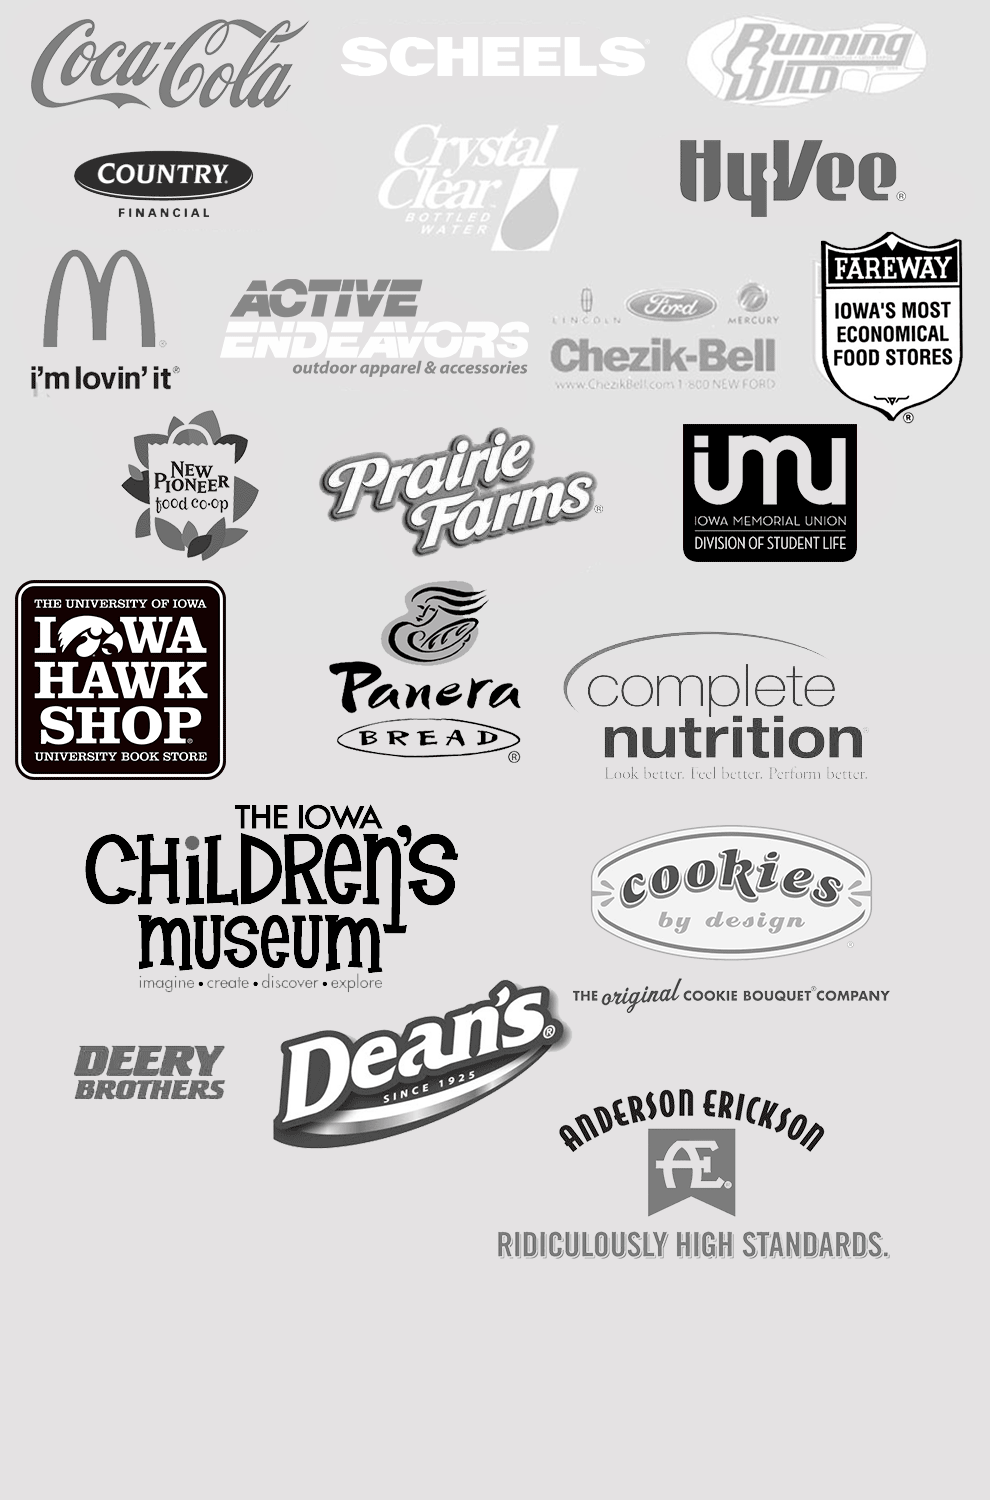 Coca-Cola
SCHEELS
Running
WILD
COUNTRY®
FINANCIAL
Crystal
Clear™
BOTTLED
WATER
HyVee®
i'm lovin' it®
ACTIVE
ENDEAVORS
outdoor apparel & accessories
LINCOLN
Ford
MERCURY
Chezik-Bell
www.ChezikBell.com 1-800 NEW FORD
FAREWAY
IOWA'S MOST
ECONOMICAL
FOOD STORES
®
NEW
PIONEER
food co-op
Prairie
Farms®
imu
IOWA MEMORIAL UNION
DIVISION OF STUDENT LIFE
THE UNIVERSITY OF IOWA
IOWA
HAWK
SHOP
UNIVERSITY BOOK STORE
Panera
BREAD®
complete
nutrition
Look better. Feel better. Perform better.
THE IOWA
CHiLDRen's
museum
imagine • create • discover • explore
cookies
by design®
THE original COOKIE BOUQUET® COMPANY
DEERY
BROTHERS
Dean's®
SINCE 1925
ANDERSON ERICKSON
AE®
RIDICULOUSLY HIGH STANDARDS.